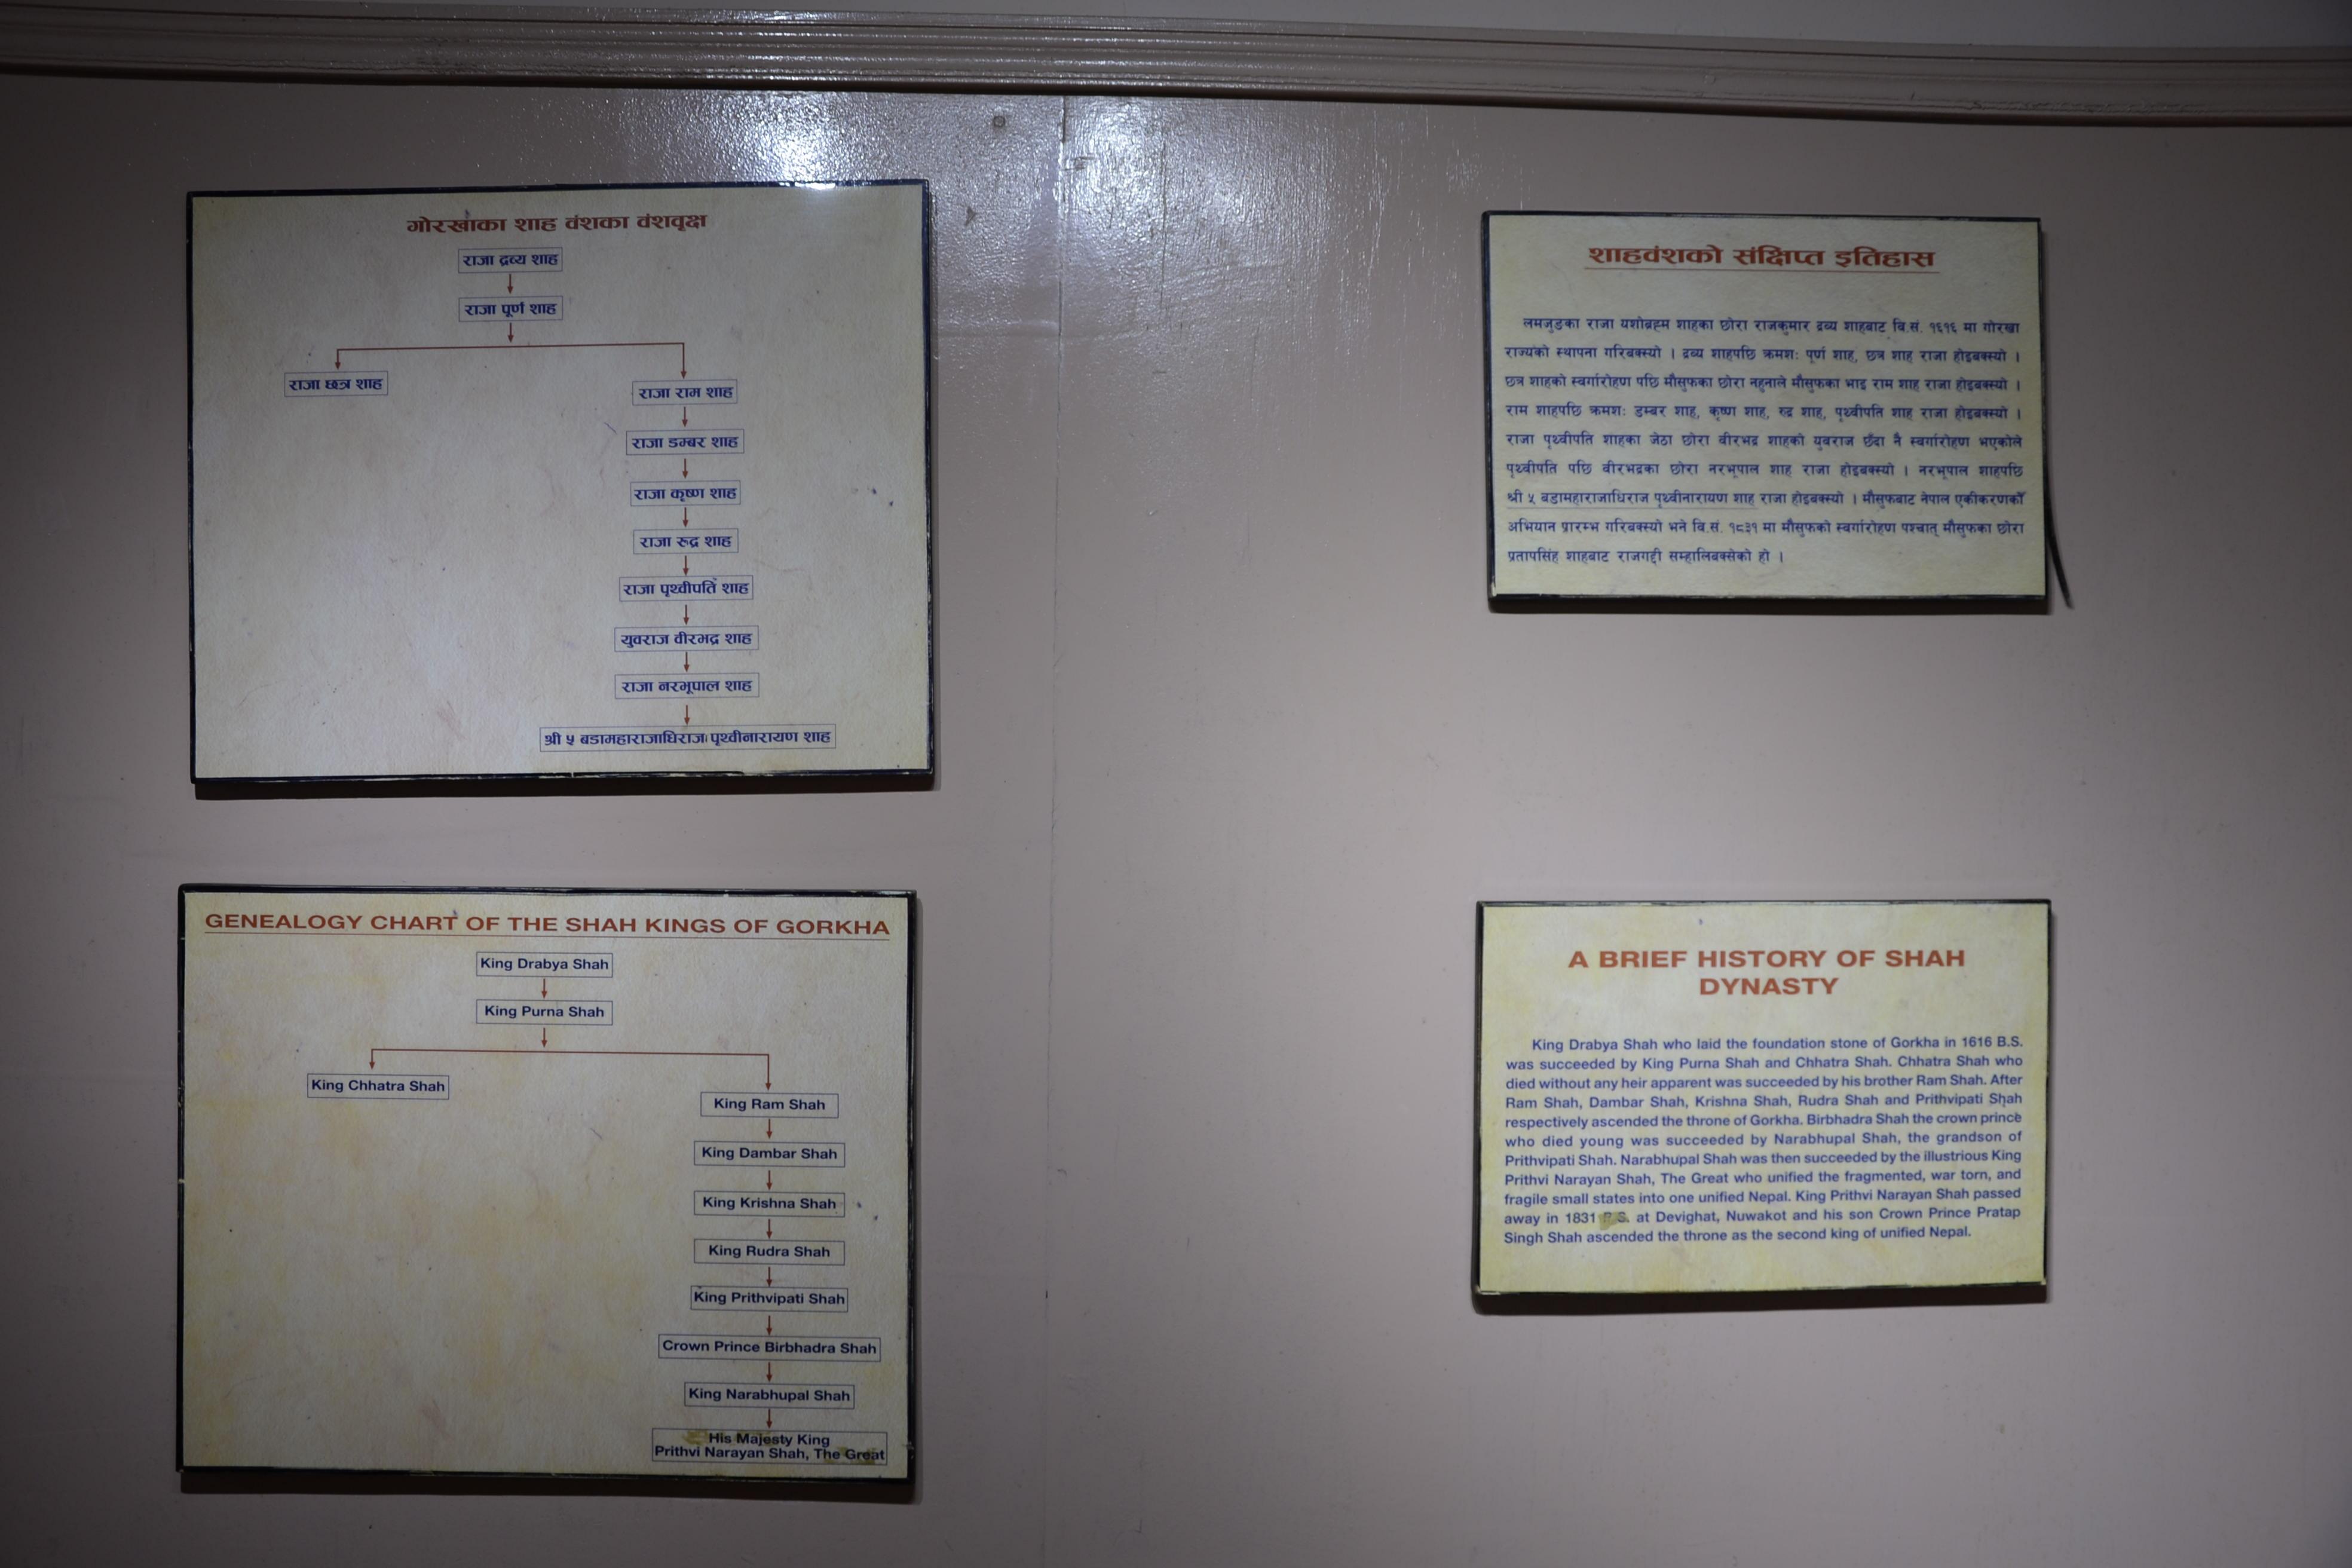 गोरखाका शाह वंशका वंशवृक्ष
राजा द्रव्य शाह
राजा पूर्ण शाह
राजा छत्र शाह
राजा राम शाह
राजा डम्बर शाह
राजा कृष्ण शाह
राजा रुद्र शाह
राजा पृथ्वीपति शाह
युवराज वीरभद्र शाह
राजा नरभूपाल शाह
श्री ५ बडामहाराजाधिराज पृथ्वीनारायण शाह
शाहवंशको संक्षिप्त इतिहास
लमजुङका राजा यशोब्रह्म शाहका छोरा राजकुमार द्रव्य शाहबाट वि.सं. १६१६ मा गोरखा
राज्यको स्थापना गरिबक्स्यो । द्रव्य शाहपछि क्रमशः पूर्ण शाह, छत्र शाह राजा होइबक्स्यो ।
छत्र शाहको स्वर्गारोहण पछि मौसुफका छोरा नहुनाले मौसुफका भाइ राम शाह राजा होइबक्स्यो ।
राम शाहपछि क्रमशः डम्बर शाह, कृष्ण शाह, रुद्र शाह, पृथ्वीपति शाह राजा होइबक्स्यो ।
राजा पृथ्वीपति शाहका जेठा छोरा वीरभद्र शाहको युवराज छँदा नै स्वर्गारोहण भएकोले
पृथ्वीपति पछि वीरभद्रका छोरा नरभूपाल शाह राजा होइबक्स्यो । नरभूपाल शाहपछि
श्री ५ बडामहाराजाधिराज पृथ्वीनारायण शाह राजा होइबक्स्यो । मौसुफबाट नेपाल एकीकरणको
अभियान प्रारम्भ गरिबक्स्यो भने वि.सं. १८३१ मा मौसुफको स्वर्गारोहण पश्चात् मौसुफका छोरा
प्रतापसिंह शाहबाट राजगद्दी सम्हालिबक्सेको हो ।
GENEALOGY CHART OF THE SHAH KINGS OF GORKHA
King Drabya Shah
King Purna Shah
King Chhatra Shah
King Ram Shah
King Dambar Shah
King Krishna Shah
King Rudra Shah
King Prithvipati Shah
Crown Prince Birbhadra Shah
King Narabhupal Shah
His Majesty King
Prithvi Narayan Shah, The Great
A BRIEF HISTORY OF SHAH
DYNASTY
King Drabya Shah who laid the foundation stone of Gorkha in 1616 B.S.
was succeeded by King Purna Shah and Chhatra Shah. Chhatra Shah who
died without any heir apparent was succeeded by his brother Ram Shah. After
Ram Shah, Dambar Shah, Krishna Shah, Rudra Shah and Prithvipati Shah
respectively ascended the throne of Gorkha. Birbhadra Shah the crown prince
who died young was succeeded by Narabhupal Shah, the grandson of
Prithvipati Shah. Narabhupal Shah was then succeeded by the illustrious King
Prithvi Narayan Shah, The Great who unified the fragmented, war torn, and
fragile small states into one unified Nepal. King Prithvi Narayan Shah passed
away in 1831 B.S. at Devighat, Nuwakot and his son Crown Prince Pratap
Singh Shah ascended the throne as the second king of unified Nepal.